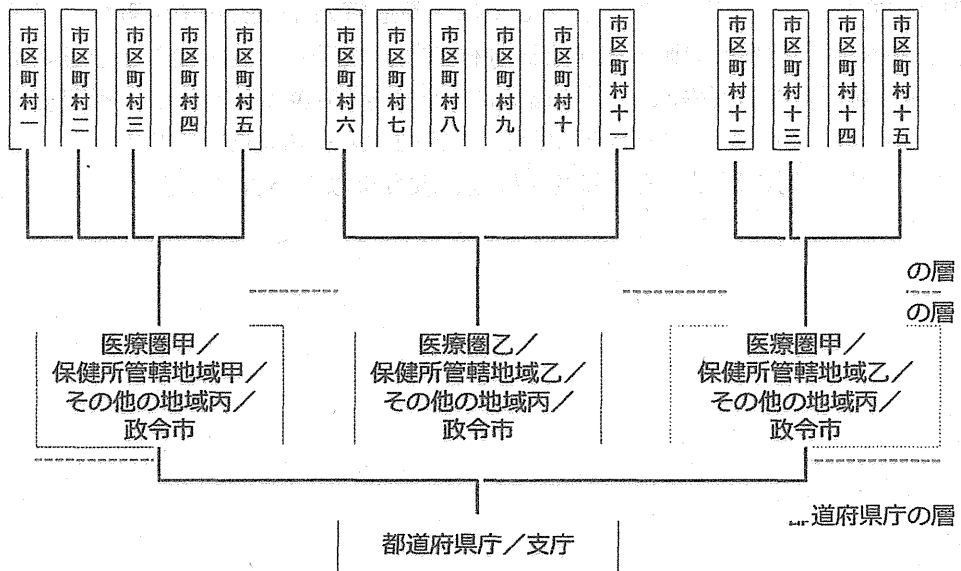 市区町村一
市区町村二
市区町村三
市区町村四
市区町村五
市区町村六
市区町村七
市区町村八
市区町村九
市区町村十
市区町村十一
市区町村十二
市区町村十三
市区町村十四
市区町村十五
の層
の層
医療圏甲/
保健所管轄地域甲/
その他の地域丙/
政令市
医療圏乙/
保健所管轄地域乙/
その他の地域丙/
政令市
医療圏甲/
保健所管轄地域乙/
その他の地域丙/
政令市
道府県庁の層
都道府県庁/支庁